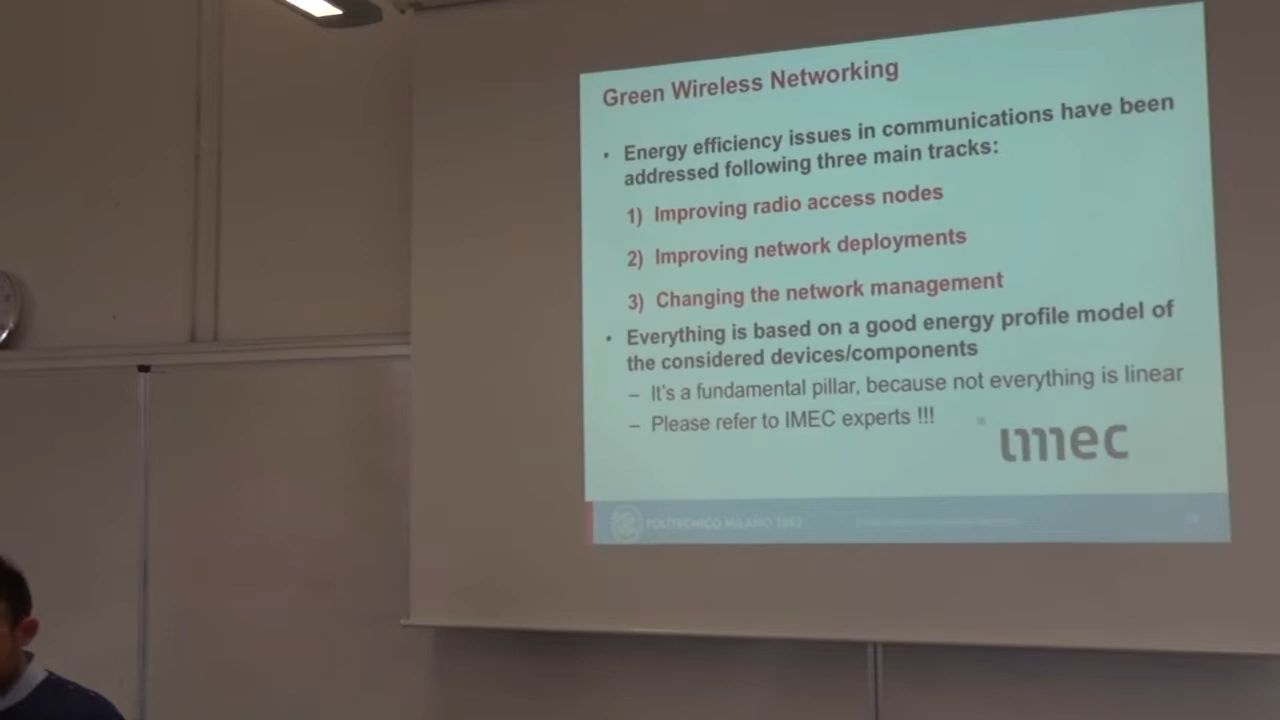 Green Wireless Networking
• Energy efficiency issues in communications have been
addressed following three main tracks:
1) Improving radio access nodes
2) Improving network deployments
3) Changing the network management
• Everything is based on a good energy profile model of
the considered devices/components
– It's a fundamental pillar, because not everything is linear
– Please refer to IMEC experts !!!
imec
POLITECNICO MILANO 1863